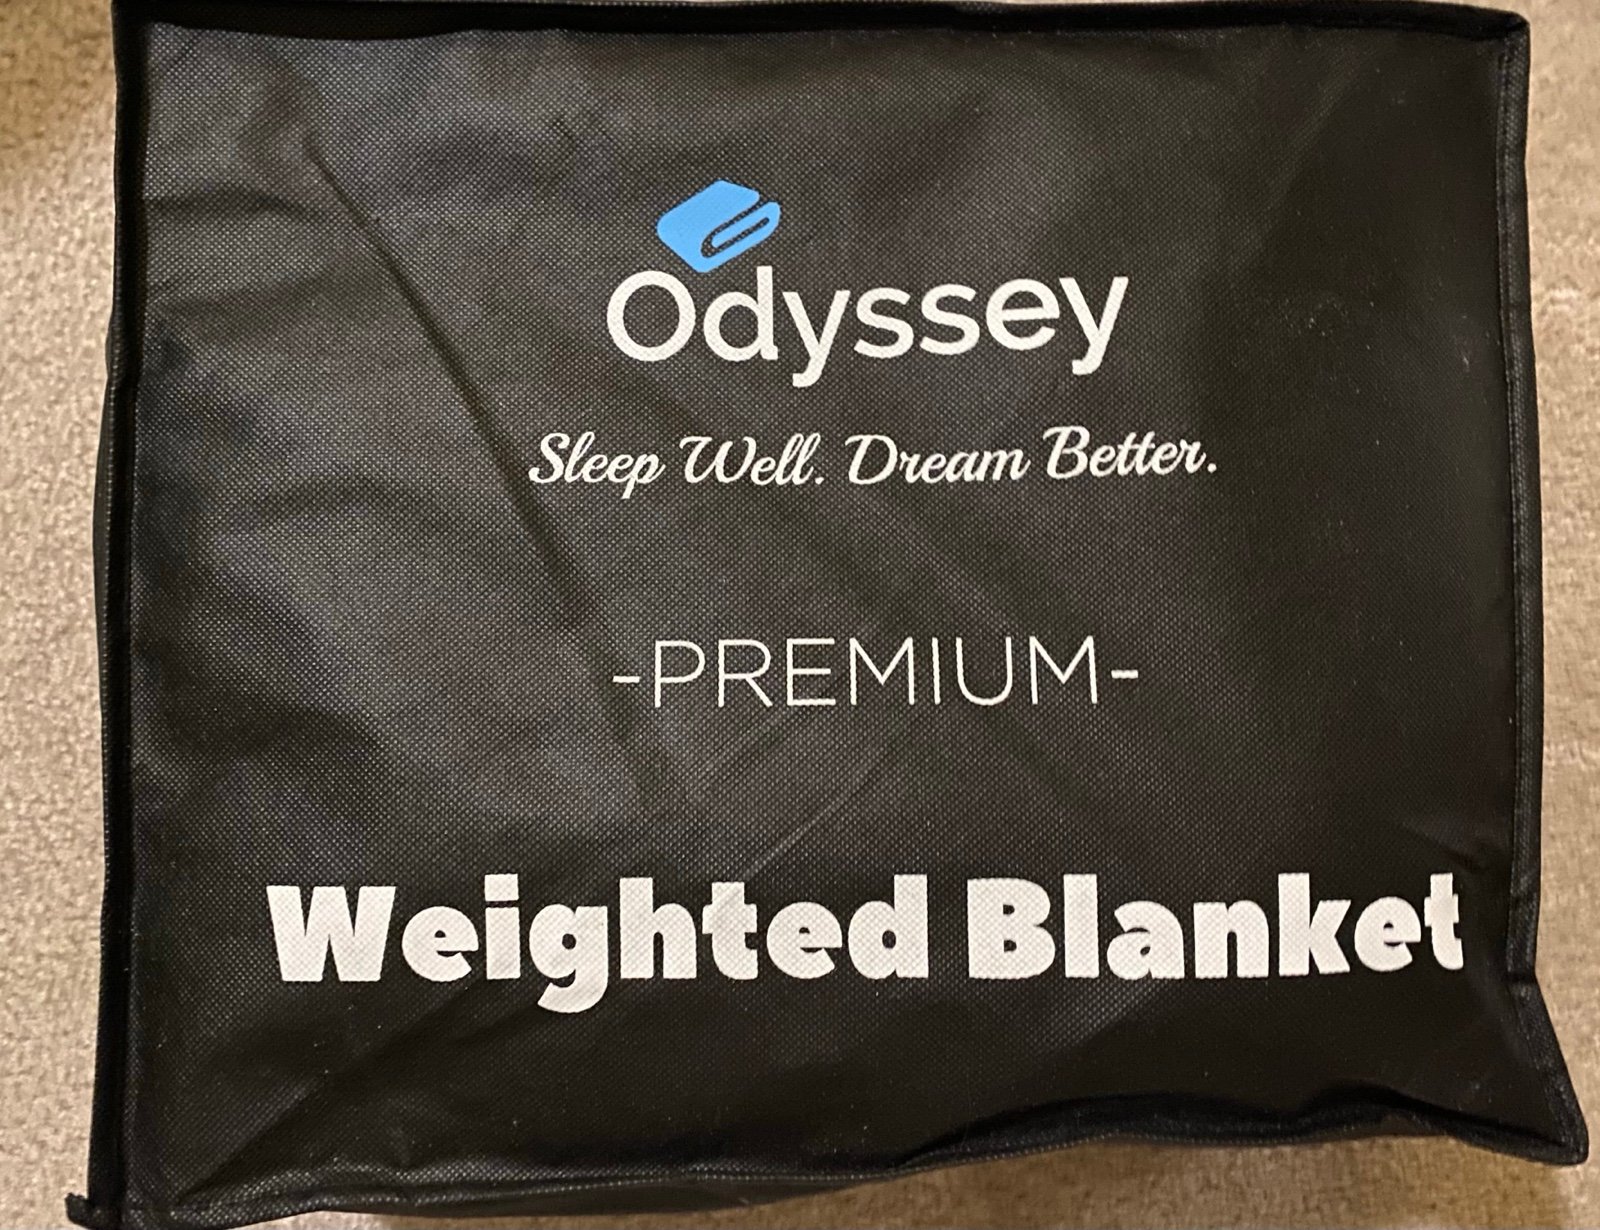 Odyssey
Sleep Well. Dream Better.
-PREMIUM-
Weighted Blanket